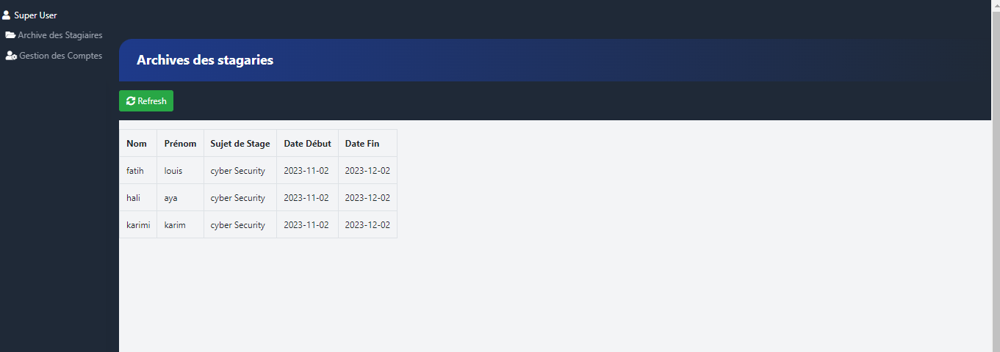 Super User
Archive des Stagiaires
Gestion des Comptes
Archives des stagaries
Refresh
Nom Prénom Sujet de Stage Date Début Date Fin
fatih louis cyber Security 2023-11-02 2023-12-02
hali aya cyber Security 2023-11-02 2023-12-02
karimi karim cyber Security 2023-11-02 2023-12-02